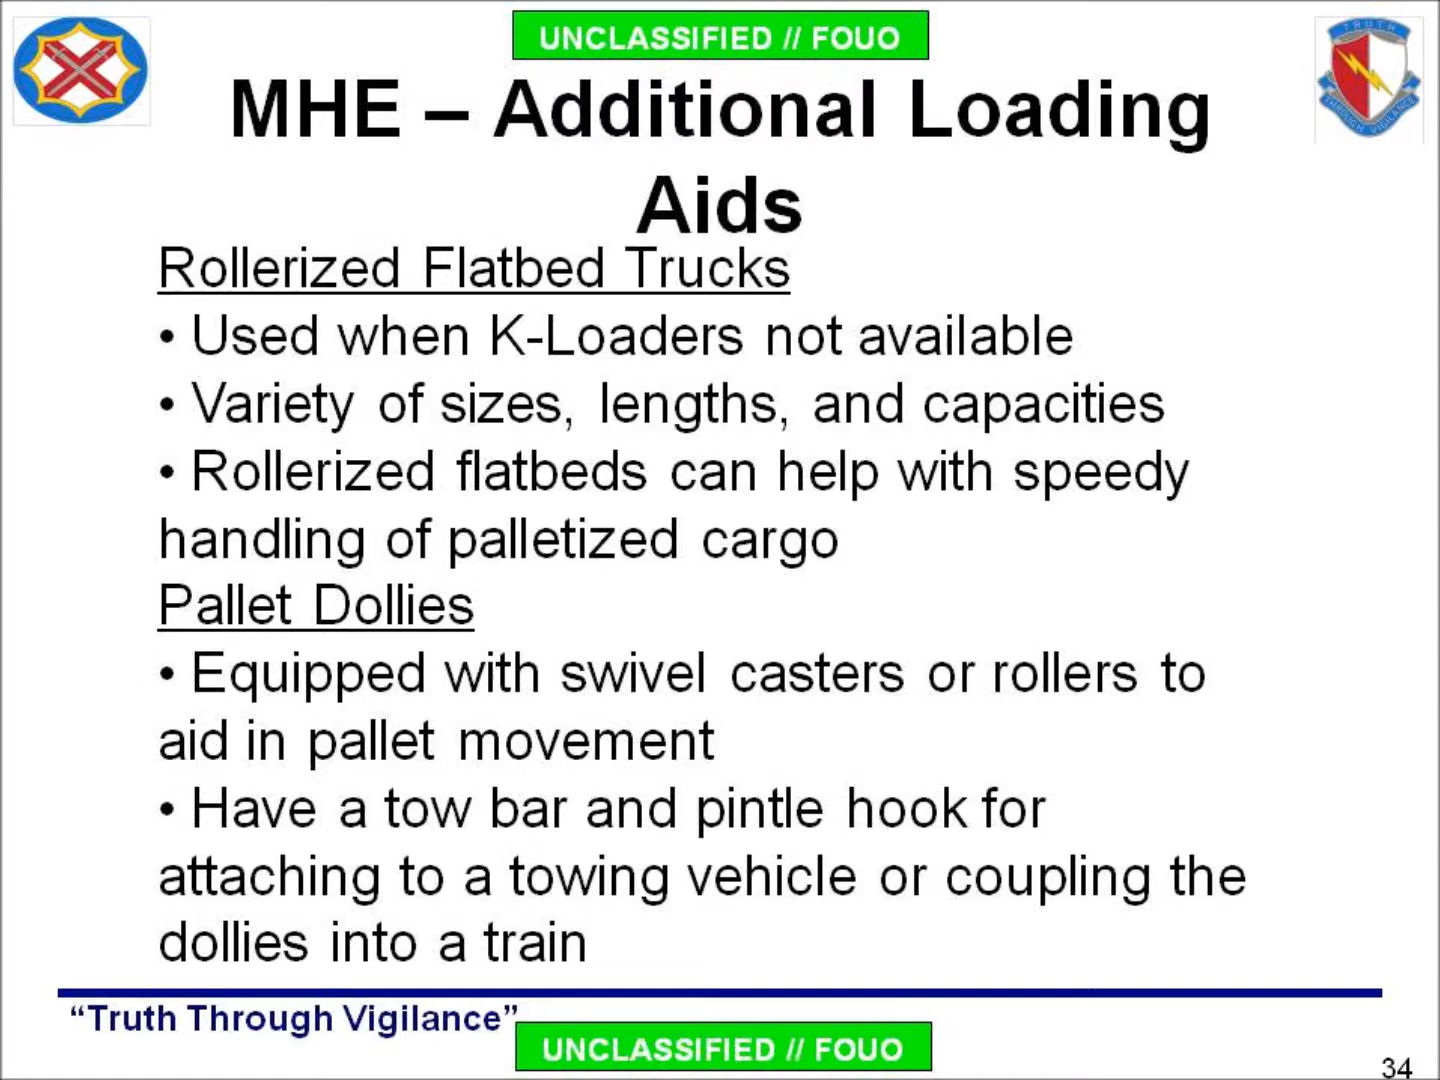 UNCLASSIFIED // FOUO
TRUTH
THROUGH VIGILANCE
MHE – Additional Loading
Aids
Rollerized Flatbed Trucks
• Used when K-Loaders not available
• Variety of sizes, lengths, and capacities
• Rollerized flatbeds can help with speedy
handling of palletized cargo
Pallet Dollies
• Equipped with swivel casters or rollers to
aid in pallet movement
• Have a tow bar and pintle hook for
attaching to a towing vehicle or coupling the
dollies into a train
“Truth Through Vigilance”
UNCLASSIFIED // FOUO
34